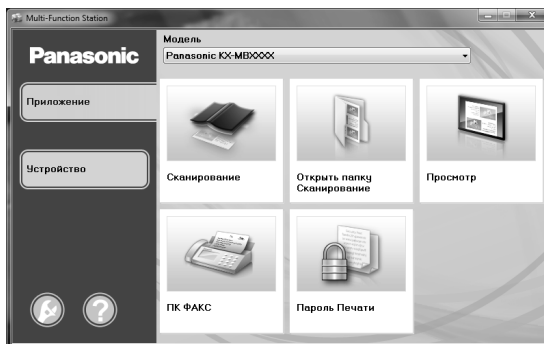 Multi-Function Station
Panasonic
Модель
Panasonic KX-MBXXXX
Приложение
Устройство
Сканирование
Открыть папку
Сканирование
Просмотр
ПК ФАКС
Пароль Печати